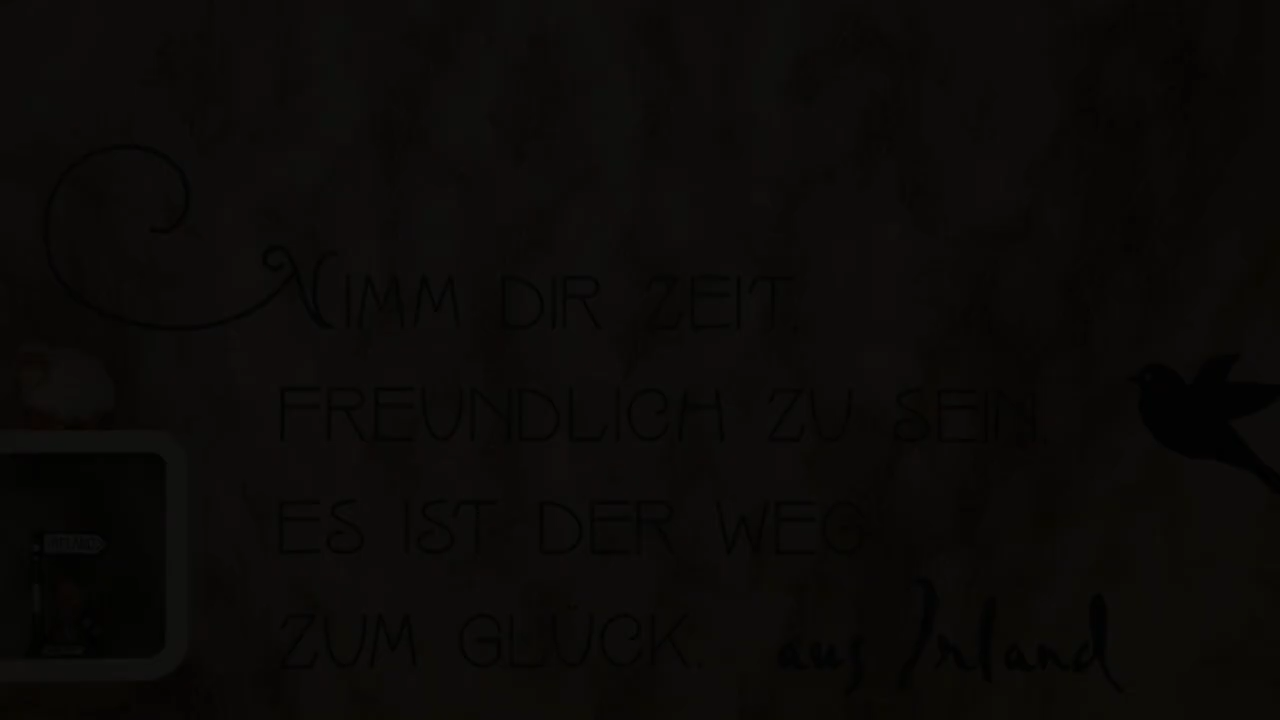 NIMM DIR ZEIT,
FREUNDLICH ZU SEIN.
ES IST DER WEG
ZUM GLÜCK.
aus Irland